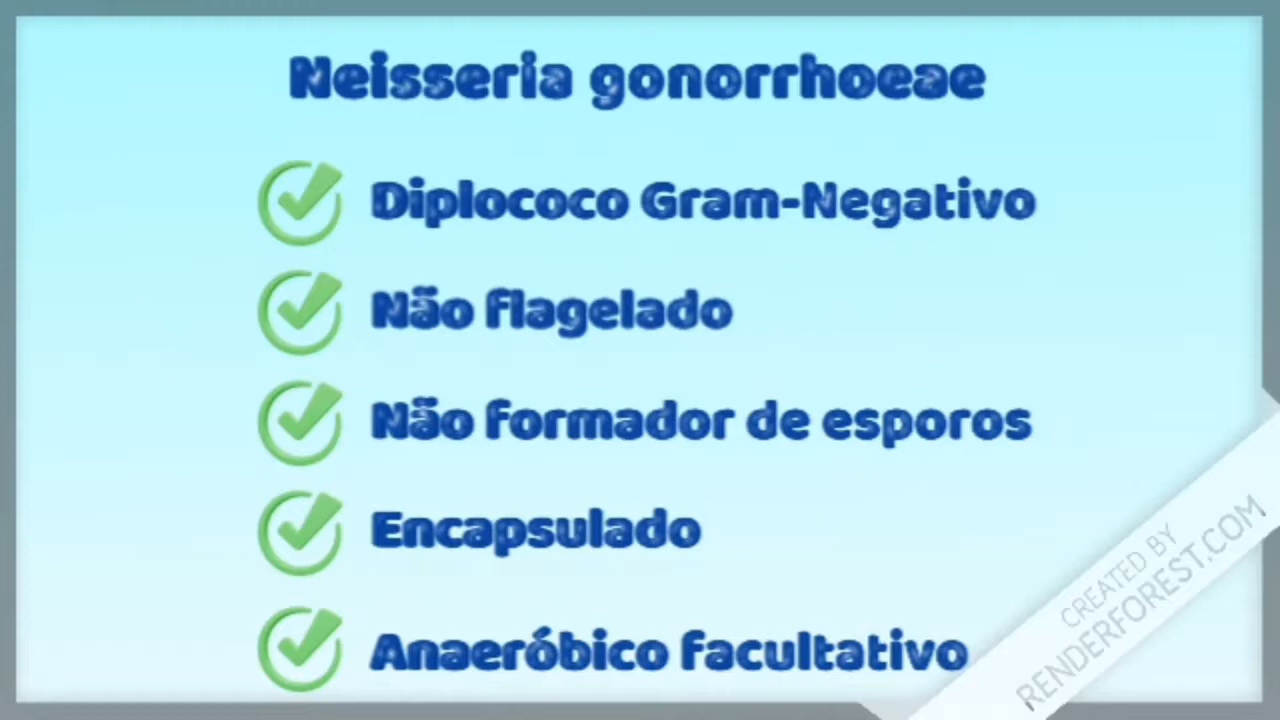 Neisseria gonorrhoeae
Diplococo Gram-Negativo
Não flagelado
Não formador de esporos
Encapsulado
Anaeróbico facultativo
CREATED BY
RENDERFOREST.COM